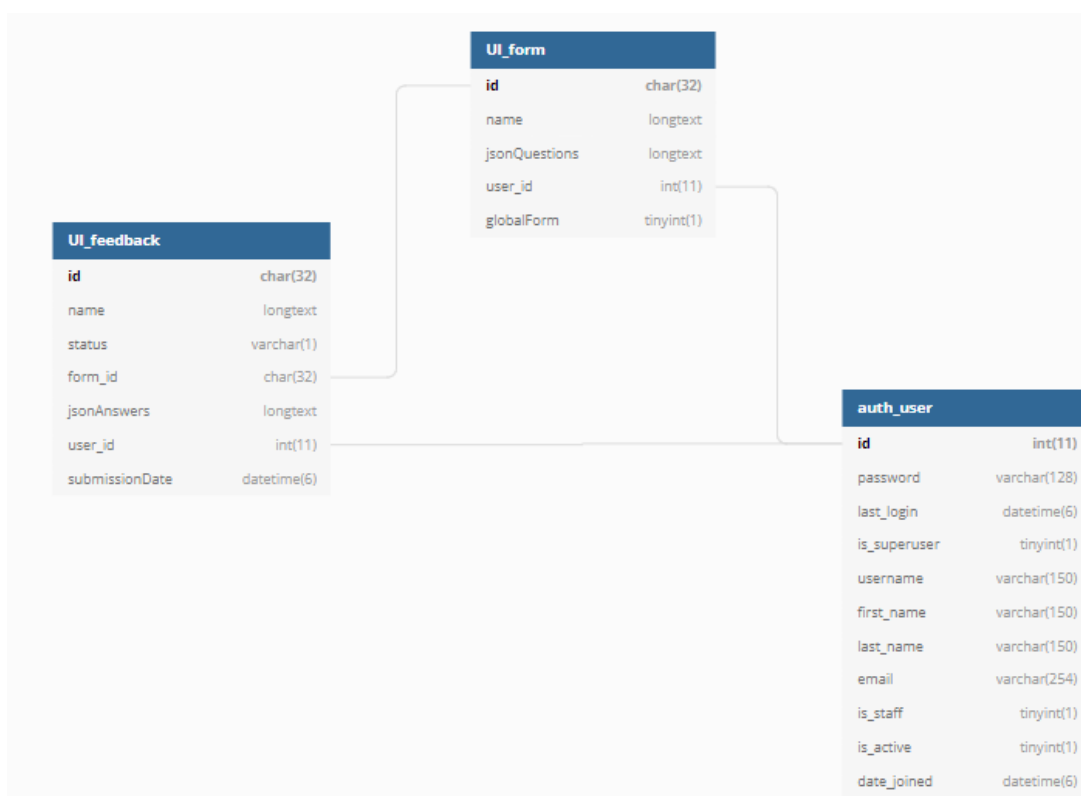 UI_form
id char(32)
name longtext
jsonQuestions longtext
user_id int(11)
globalForm tinyint(1)
UI_feedback
id char(32)
name longtext
status varchar(1)
form_id char(32)
jsonAnswers longtext
user_id int(11)
submissionDate datetime(6)
auth_user
id int(11)
password varchar(128)
last_login datetime(6)
is_superuser tinyint(1)
username varchar(150)
first_name varchar(150)
last_name varchar(150)
email varchar(254)
is_staff tinyint(1)
is_active tinyint(1)
date_joined datetime(6)